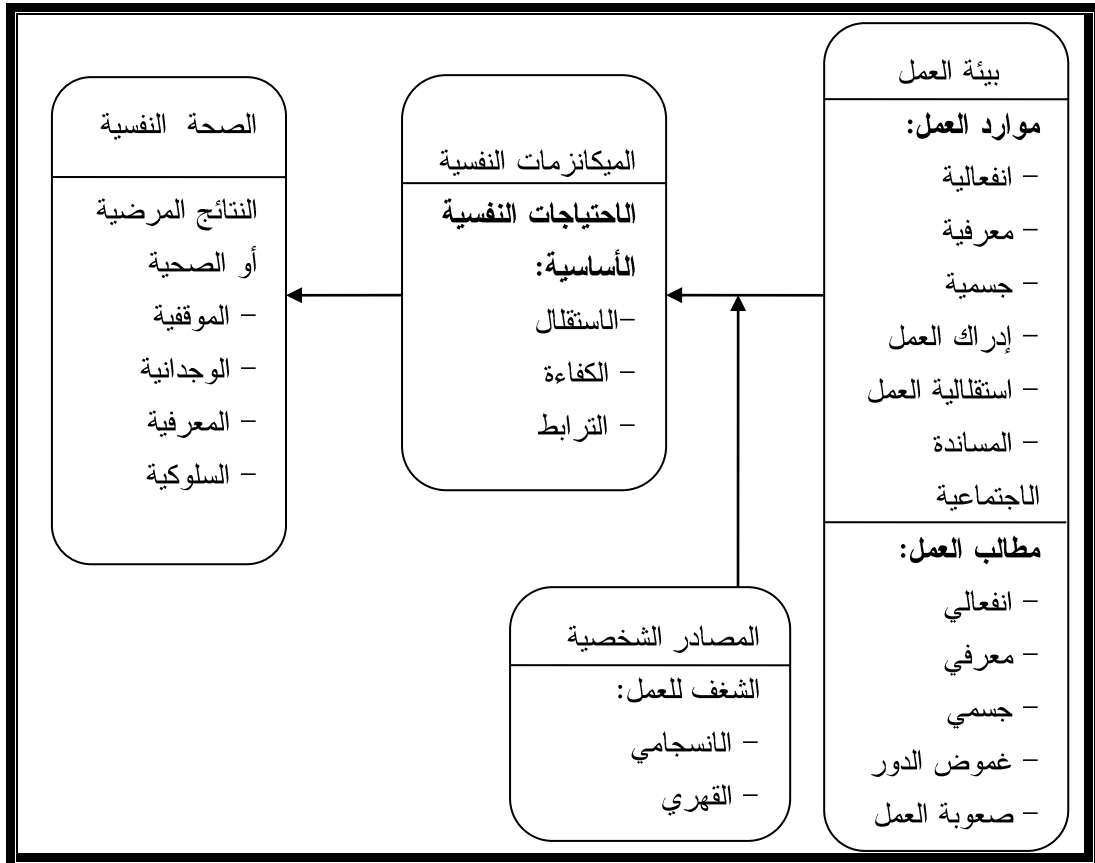 بيئة العمل
موارد العمل:
- انفعالية
- معرفية
- جسمية
- إدراك العمل
- استقلالية العمل
- المساندة
الاجتماعية
مطالب العمل:
- انفعالي
- معرفي
- جسمي
- غموض الدور
- صعوبة العمل
الميكانزمات النفسية
الاحتياجات النفسية
الأساسية:
-الاستقلال
- الكفاءة
- الترابط
المصادر الشخصية
الشغف للعمل:
- الانسجامي
- القهري
الصحة النفسية
النتائج المرضية
أو الصحية
- الموقفية
- الوجدانية
- المعرفية
- السلوكية